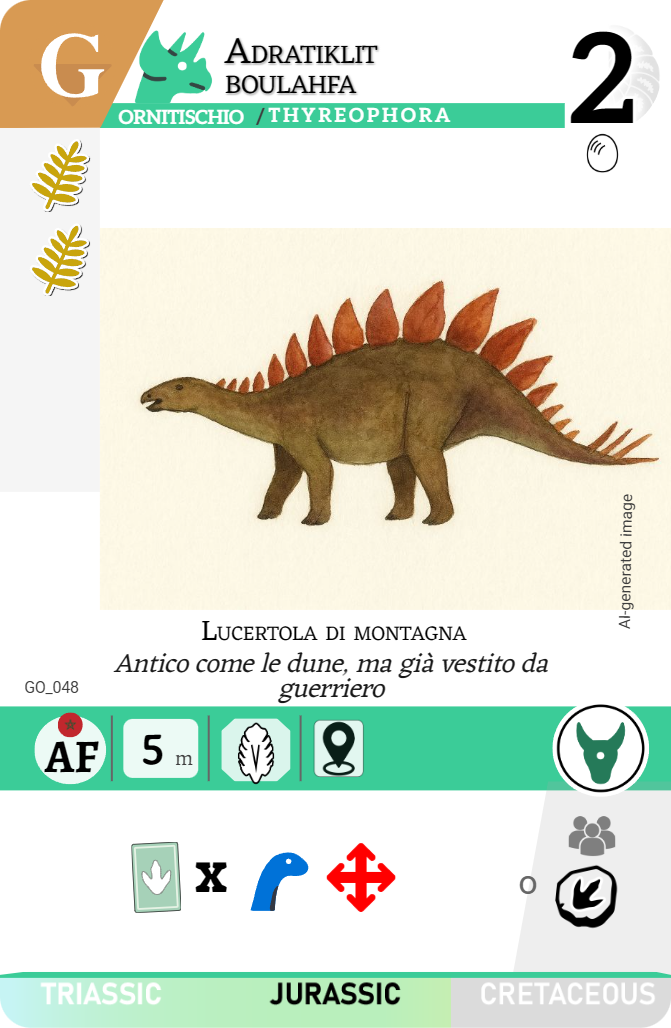 G
ADRATIKLIT
BOULAHFA
2
ORNITISCHIO / THYREOPHORA
AI-generated image
LUCERTOLA DI MONTAGNA
Antico come le dune, ma già vestito da
guerriero
GO_048
AF
5 m
x
O
TRIASSIC JURASSIC CRETACEOUS